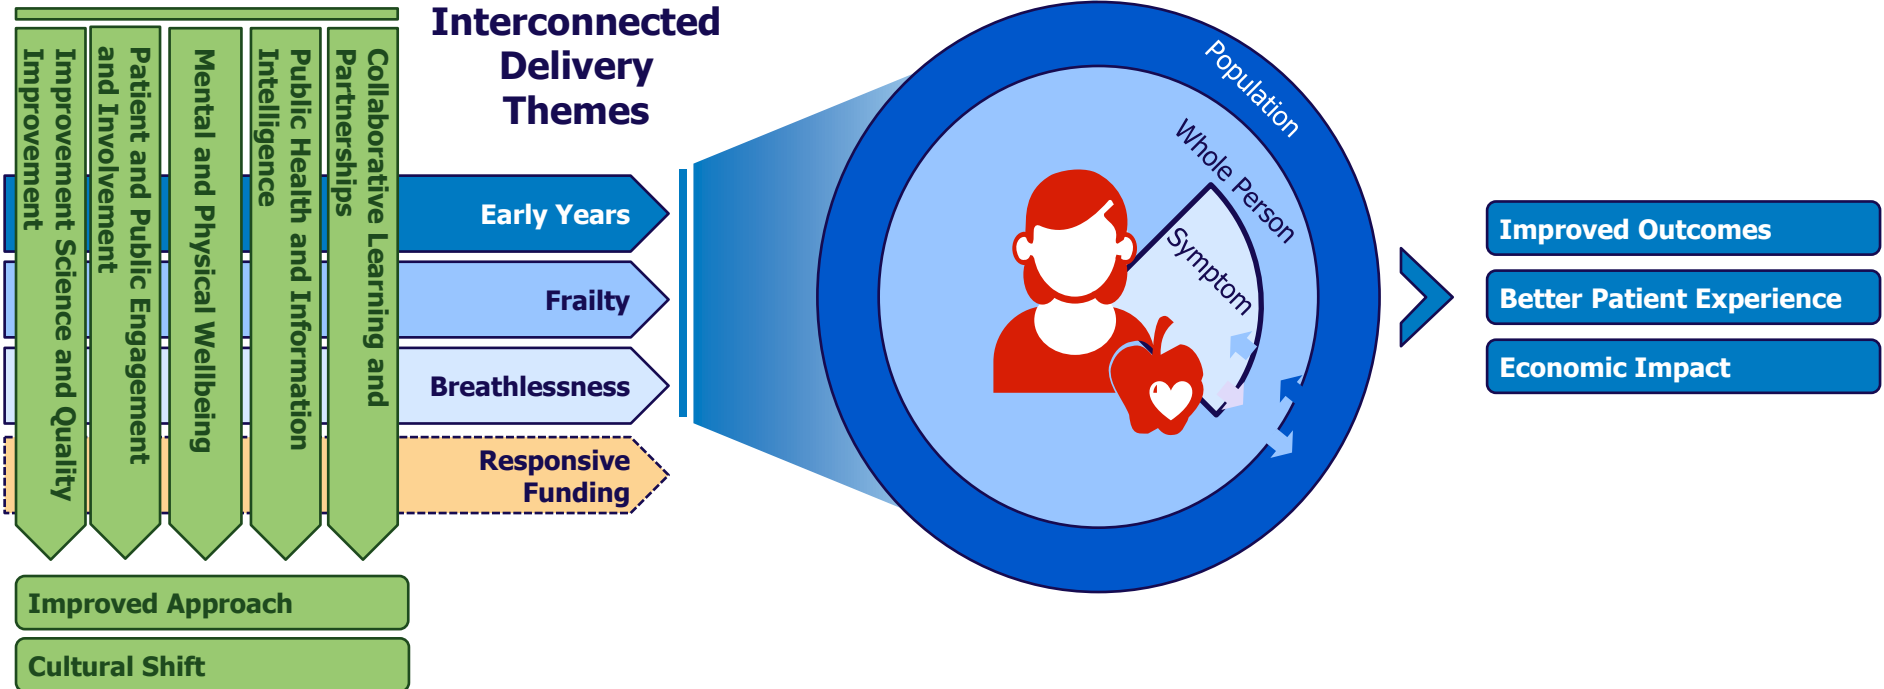 Interconnected
Delivery
Themes
Improvement Science and Quality
Improvement
Patient and Public Engagement
and Involvement
Mental and Physical Wellbeing
Public Health and Information
Intelligence
Collaborative Learning and
Partnerships
Early Years
Frailty
Breathlessness
Responsive
Funding
Improved Approach
Cultural Shift
Population
Whole Person
Symptom
Improved Outcomes
Better Patient Experience
Economic Impact